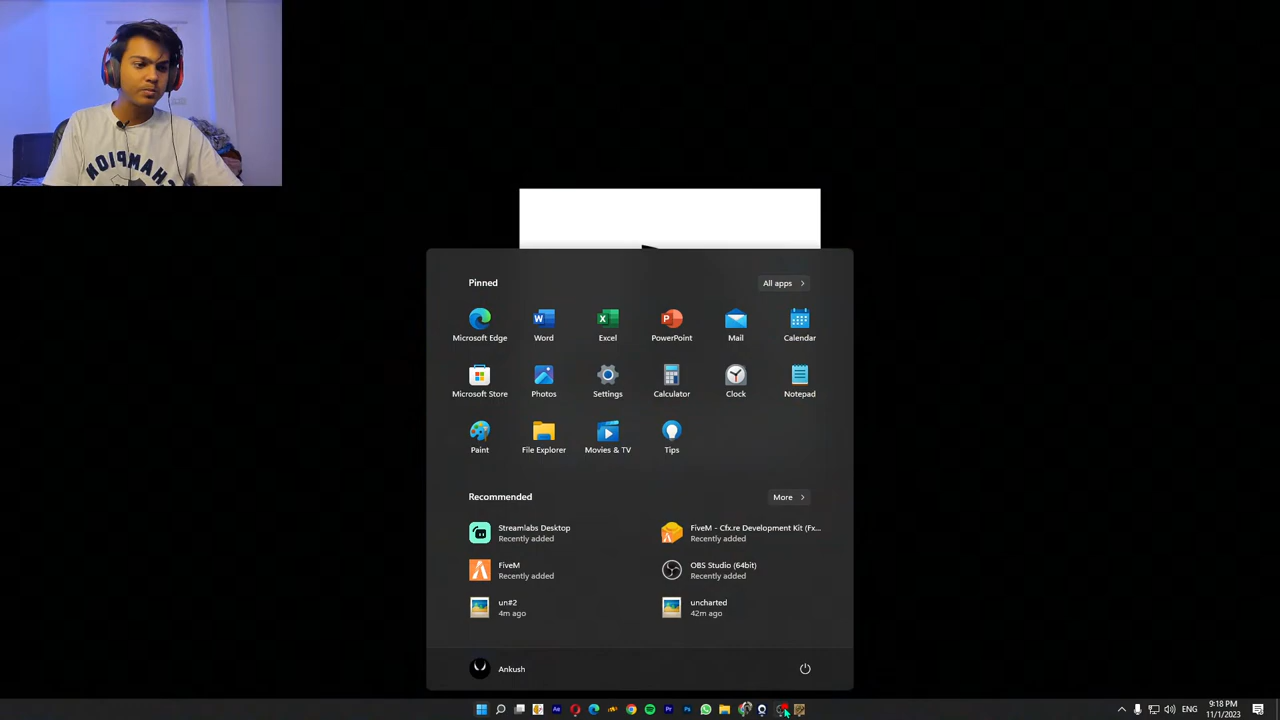 CHAMPION
Pinned
All apps
Microsoft Edge
Word
Excel
PowerPoint
Mail
Calendar
Microsoft Store
Photos
Settings
Calculator
Clock
Notepad
Paint
File Explorer
Movies & TV
Tips
Recommended
More
Streamlabs Desktop
Recently added
FiveM - Cfx.re Development Kit (Fx...
Recently added
FiveM
Recently added
OBS Studio (64bit)
Recently added
un#2
4m ago
uncharted
42m ago
Ankush
ENG
9:18 PM
11/1/2023